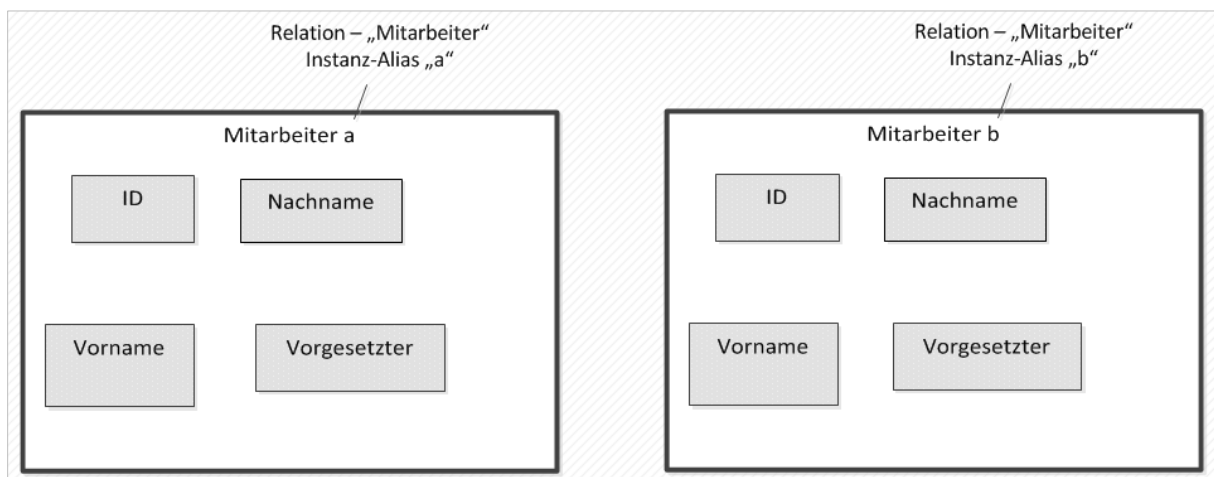 Relation – „Mitarbeiter“
Instanz-Alias „a“
Mitarbeiter a
ID
Nachname
Vorname
Vorgesetzter
Relation – „Mitarbeiter“
Instanz-Alias „b“
Mitarbeiter b
ID
Nachname
Vorname
Vorgesetzter